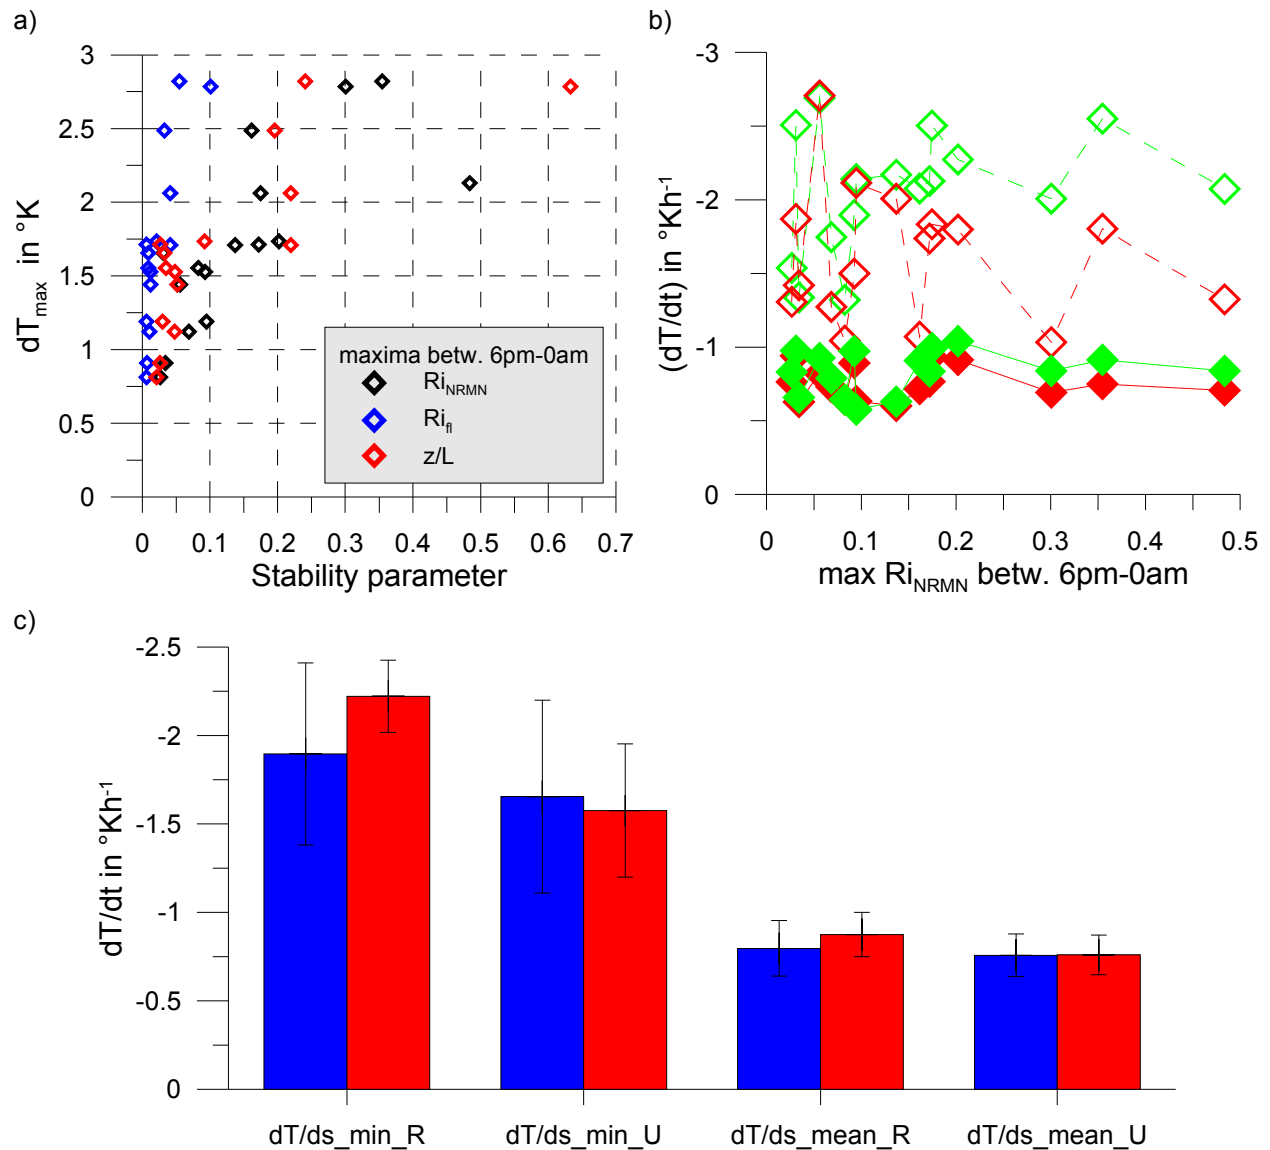 a)
3
2.5
2
1.5
1
0.5
0
dTmax in °K
0 0.1 0.2 0.3 0.4 0.5 0.6 0.7
Stability parameter
maxima betw. 6pm-0am
RiNRMN
Rifl
z/L
b)
-3
-2
-1
0
(dT/dt) in °Kh-1
0 0.1 0.2 0.3 0.4 0.5
max RiNRMN betw. 6pm-0am
c)
-2.5
-2
-1.5
-1
-0.5
0
dT/dt in °Kh-1
dT/ds_min_R dT/ds_min_U dT/ds_mean_R dT/ds_mean_U